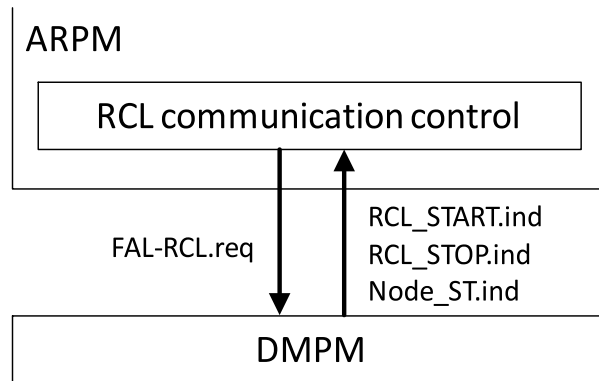 ARPM
RCL communication control
FAL-RCL.req
RCL_START.ind
RCL_STOP.ind
Node_ST.ind
DMPM